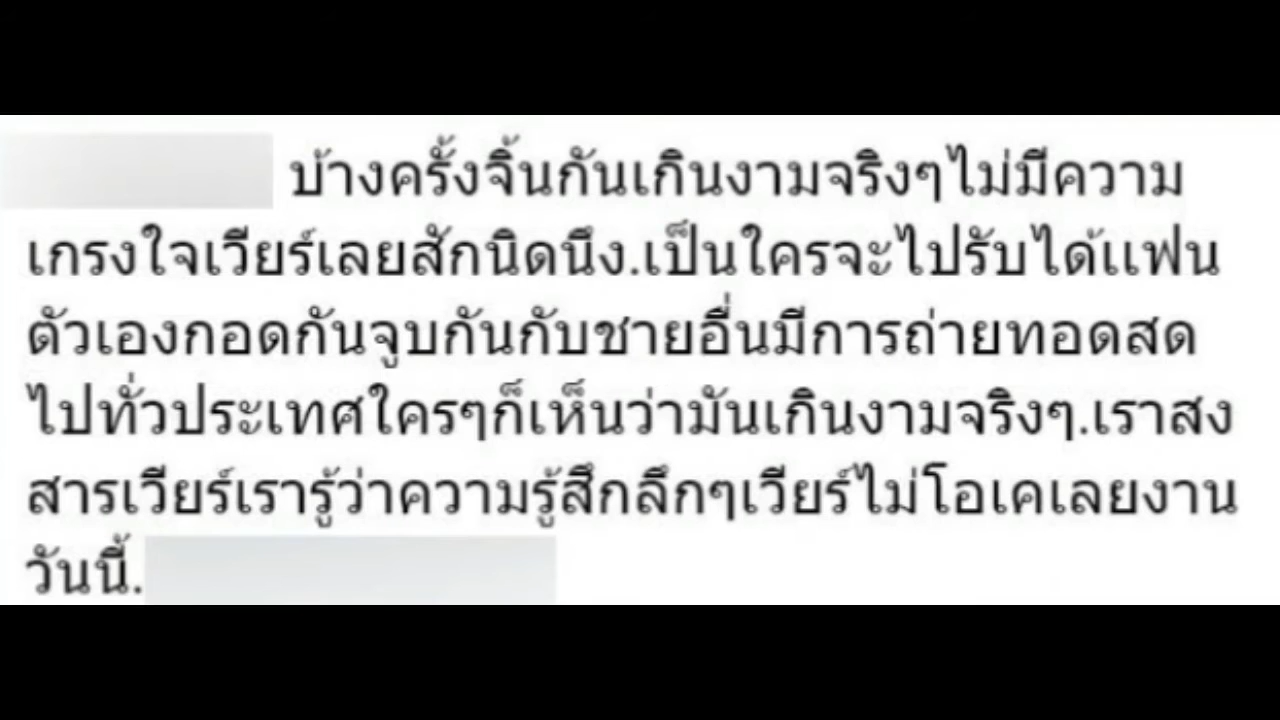 บ้างครั้งจิ้นกันเกินงามจริงๆไม่มีความ
เกรงใจเวียร์เลยสักนิดนึง.เป็นใครจะไปรับได้แฟน
ตัวเองกอดกันจูบกันกับชายอื่นมีการถ่ายทอดสด
ไปทั่วประเทศใครๆก็เห็นว่ามันเกินงามจริงๆ.เราสง
สารเวียร์เรารู้ว่าความรู้สึกลึกๆเวียร์ไม่โอเคเลยงาน
วันนี้.